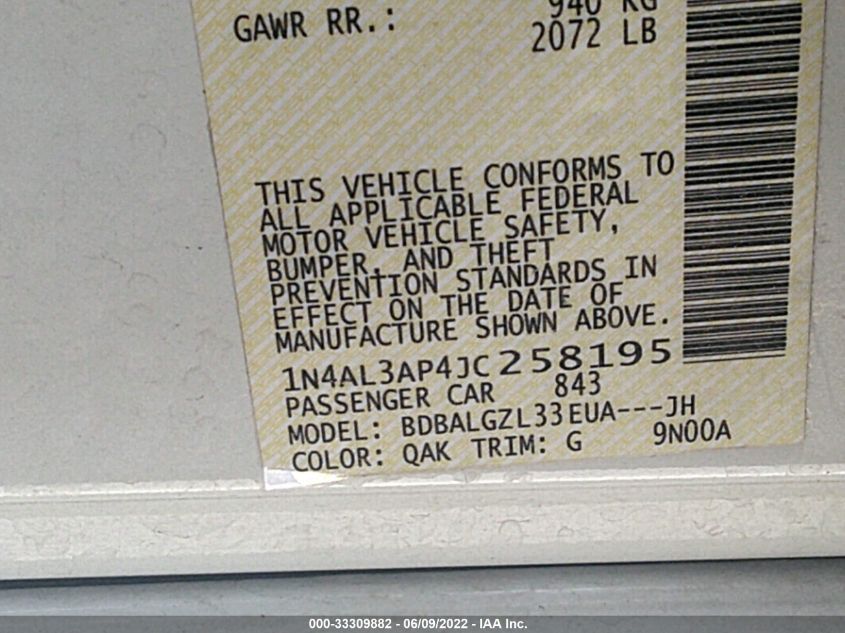 940 KG
GAWR RR.: 2072 LB
THIS VEHICLE CONFORMS TO
ALL APPLICABLE FEDERAL
MOTOR VEHICLE SAFETY,
BUMPER, AND THEFT
PREVENTION STANDARDS IN
EFFECT ON THE DATE OF
MANUFACTURE SHOWN ABOVE.
1N4AL3AP4JC258195
PASSENGER CAR 843
MODEL: BDBALGZL33EUA---JH
COLOR: QAK TRIM: G 9N00A
000-33309882 - 06/09/2022 - IAA Inc.